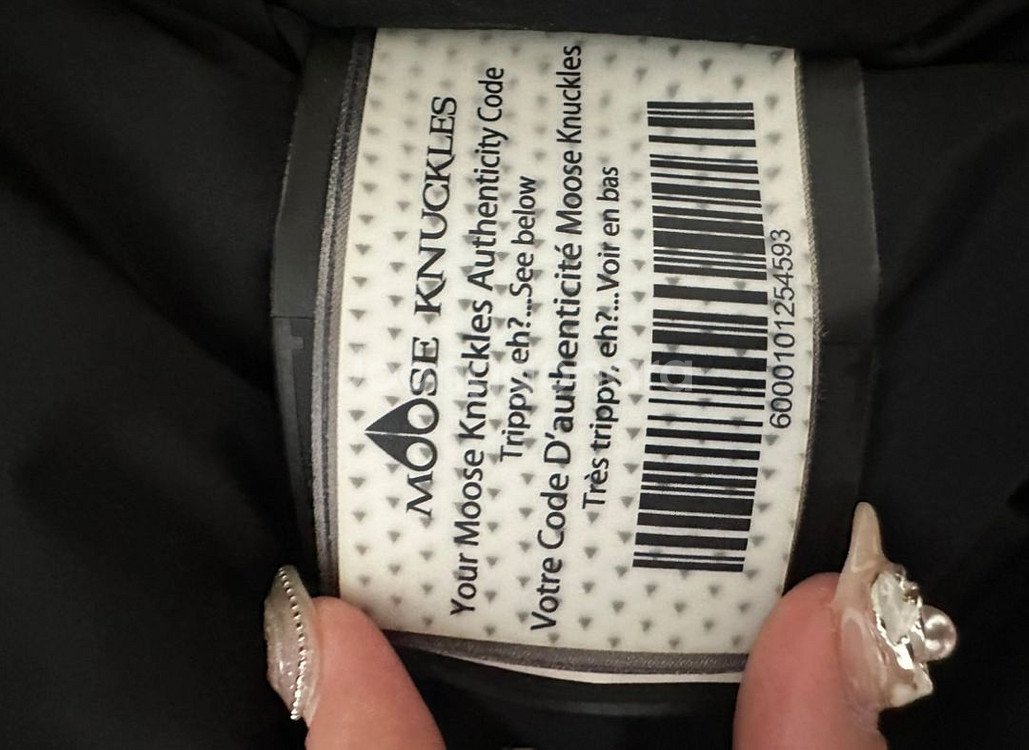 MOOSE KNUCKLES
Your Moose Knuckles Authenticity Code
Trippy, eh?...See below
Votre Code D'authenticité Moose Knuckles
Très trippy, eh?...Voir en bas
6000101254593